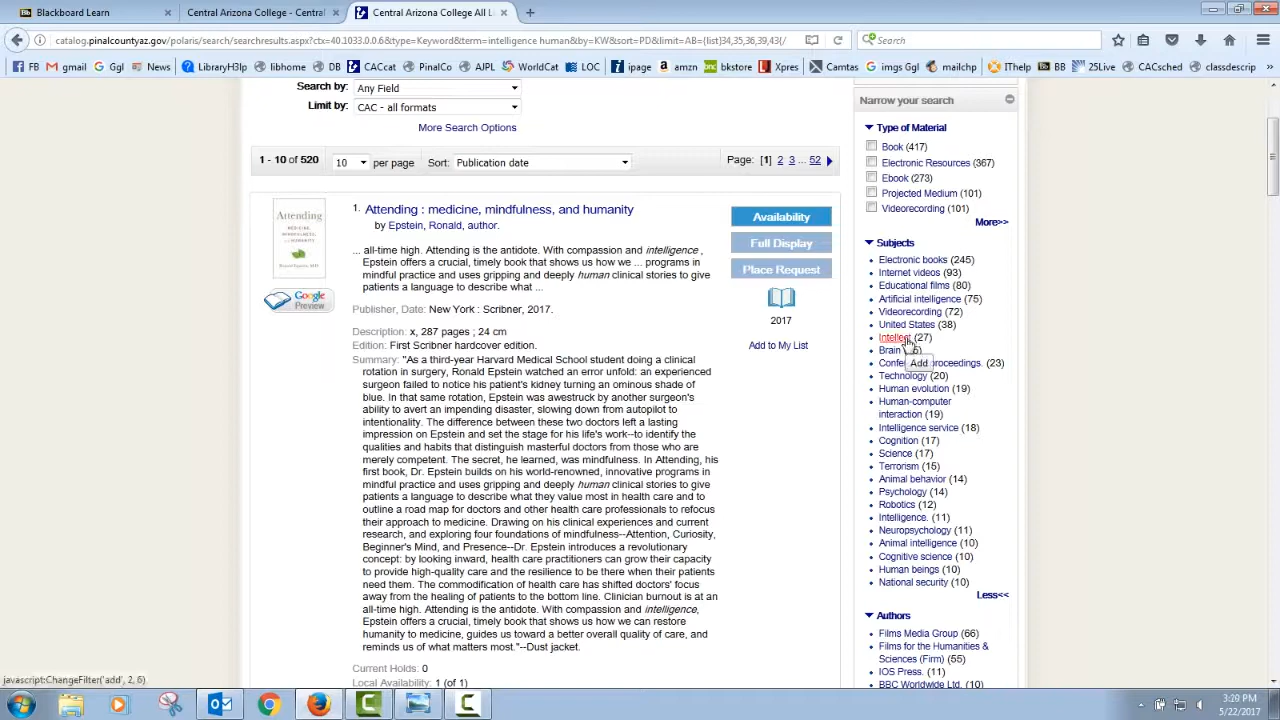 Blackboard Learn
Central Arizona College - Central
Central Arizona College All L
catalog.pinalcountyaz.gov/polaris/search/searchresults.aspx?ctx=40.1033.0.0.6&type=Keyword&term=intelligence human&by=KW&sort=PD&limit=AB={list}34,35,36,39,43{/
Search
FB
gmail
Ggl
News
LibraryH3lp
libhome
DB
CACcat
PinalCo
AJPL
WorldCat
LOC
ipage
amzn
bkstore
Xpres
Camtas
imgs Ggl
mailchp
IThelp
BB
25Live
CACsched
classdescrip
Search by: Any Field
Limit by: CAC - all formats
More Search Options
1 - 10 of 520 10 per page Sort: Publication date Page: [1] 2 3 ... 52
1. Attending : medicine, mindfulness, and humanity
by Epstein, Ronald, author.
... all-time high. Attending is the antidote. With compassion and intelligence ,
Epstein offers a crucial, timely book that shows us how we ... programs in
mindful practice and uses gripping and deeply human clinical stories to give
patients a language to describe what ...
Publisher, Date: New York : Scribner, 2017.
Description: x, 287 pages ; 24 cm
Edition: First Scribner hardcover edition.
Summary: "As a third-year Harvard Medical School student doing a clinical
rotation in surgery, Ronald Epstein watched an error unfold: an experienced
surgeon failed to notice his patient's kidney turning an ominous shade of
blue. In that same rotation, Epstein was awestruck by another surgeon's
ability to avert an impending disaster, slowing down from autopilot to
intentionality. The difference between these two doctors left a lasting
impression on Epstein and set the stage for his life's work--to identify the
qualities and habits that distinguish masterful doctors from those who are
merely competent. The secret, he learned, was mindfulness. In Attending, his
first book, Dr. Epstein builds on his world-renowned, innovative programs in
mindful practice and uses gripping and deeply human clinical stories to give
patients a language to describe what they value most in health care and to
outline a road map for doctors and other health care professionals to refocus
their approach to medicine. Drawing on his clinical experiences and current
research, and exploring four foundations of mindfulness--Attention, Curiosity,
Beginner's Mind, and Presence--Dr. Epstein introduces a revolutionary
concept: by looking inward, health care practitioners can grow their capacity
to provide high-quality care and the resilience to be there when their patients
need them. The commodification of health care has shifted doctors' focus
away from the healing of patients to the bottom line. Clinician burnout is at an
all-time high. Attending is the antidote. With compassion and intelligence,
Epstein offers a crucial, timely book that shows us how we can restore
humanity to medicine, guides us toward a better overall quality of care, and
reminds us of what matters most."--Dust jacket.
Current Holds: 0
Local Availability: 1 (of 1)
Attending
Google
Preview
Availability
Full Display
Place Request
2017
Add to My List
Narrow your search
Type of Material
Book (417)
Electronic Resources (367)
Ebook (273)
Projected Medium (101)
Videorecording (101)
More>>
Subjects
Electronic books (245)
Internet videos (93)
Educational films (80)
Artificial intelligence (75)
Videorecording (72)
United States (38)
Intellect (27)
Brain
Add
proceedings. (23)
Technology (20)
Human evolution (19)
Human-computer
interaction (19)
Intelligence service (18)
Cognition (17)
Science (17)
Terrorism (15)
Animal behavior (14)
Psychology (14)
Robotics (12)
Intelligence. (11)
Neuropsychology (11)
Animal intelligence (10)
Cognitive science (10)
Human beings (10)
National security (10)
Less<<
Authors
Films Media Group (66)
Films for the Humanities &
Sciences (Firm) (55)
IOS Press. (11)
BBC Worldwide Ltd. (10)
javascript:ChangeFilter('add', 2, 6)
3:20 PM
5/22/2017